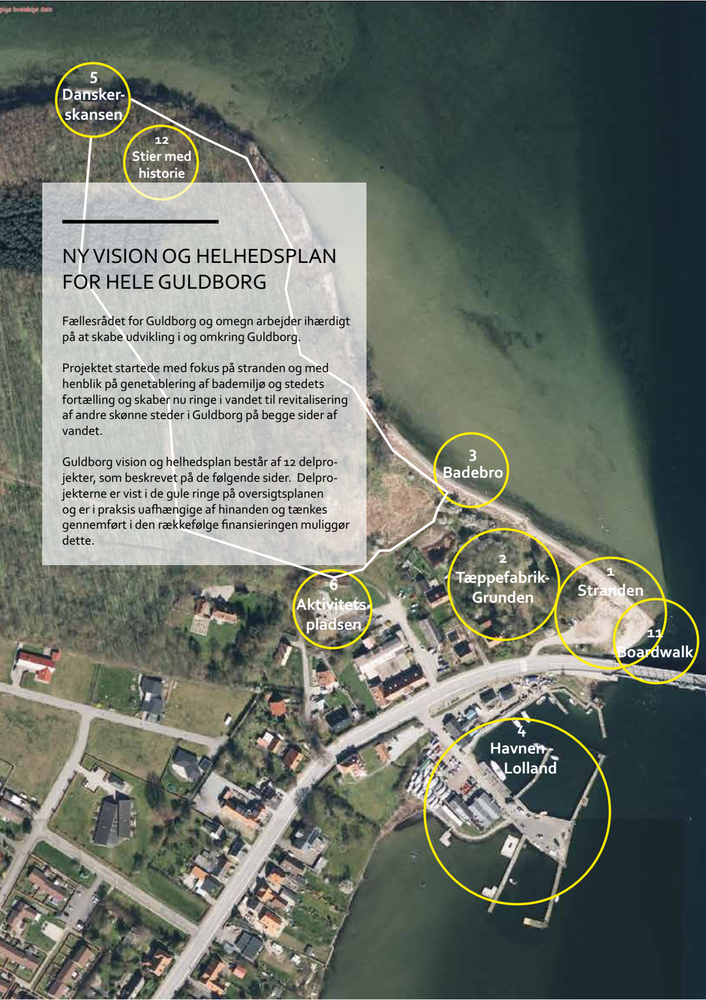 5
Dansker-
skansen
12
Stier med
historie
NY VISION OG HELHEDSPLAN
FOR HELE GULDBORG
Fællesrådet for Guldborg og omegn arbejder ihærdigt
på at skabe udvikling i og omkring Guldborg.
Projektet startede med fokus på stranden og med
henblik på genetablering af bademiljø og stedets
fortælling og skaber nu ringe i vandet til revitalisering
af andre skønne steder i Guldborg på begge sider af
vandet.
Guldborg vision og helhedsplan består af 12 delpro-
jekter, som beskrevet på de følgende sider.  Delpro-
jekterne er vist i de gule ringe på oversigtsplanen
og er i praksis uafhængige af hinanden og tænkes
gennemført i den rækkefølge finansieringen muliggør
dette.
3
Badebro
2
Tæppefabrik-
Grunden
1
Stranden
11
Boardwalk
6
Aktivitets-
pladsen
4
Havnen -
Lolland